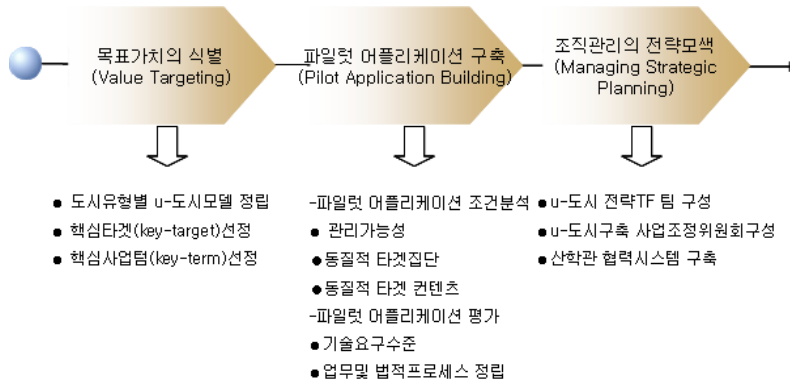 목표가치의 식별
(Value Targeting)
파일럿 어플리케이션 구축
(Pilot Application Building)
조직관리의 전략모색
(Managing Strategic
Planning)
● 도시유형별 u-도시모델 정립
● 핵심타겟(key-target)선정
● 핵심사업텀(key-term)선정
-파일럿 어플리케이션 조건분석
● 관리가능성
● 동질적 타겟집단
● 동질적 타겟 컨텐츠
-파일럿 어플리케이션 평가
● 기술요구수준
● 업무및 법적프로세스 정립
● u-도시 전략TF 팀 구성
● u-도시구축 사업조정위원회구성
● 산학관 협력시스템 구축